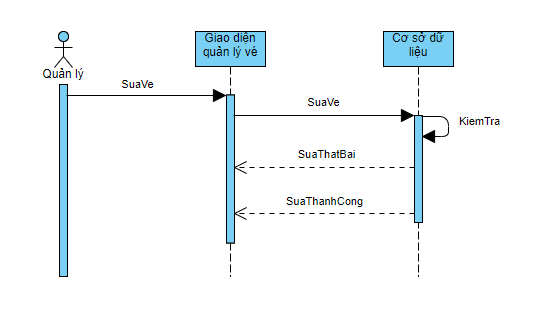 Giao diện
quản lý vé
Cơ sở dữ
liệu
Quản lý
SuaVe
SuaVe
KiemTra
SuaThatBai
SuaThanhCong